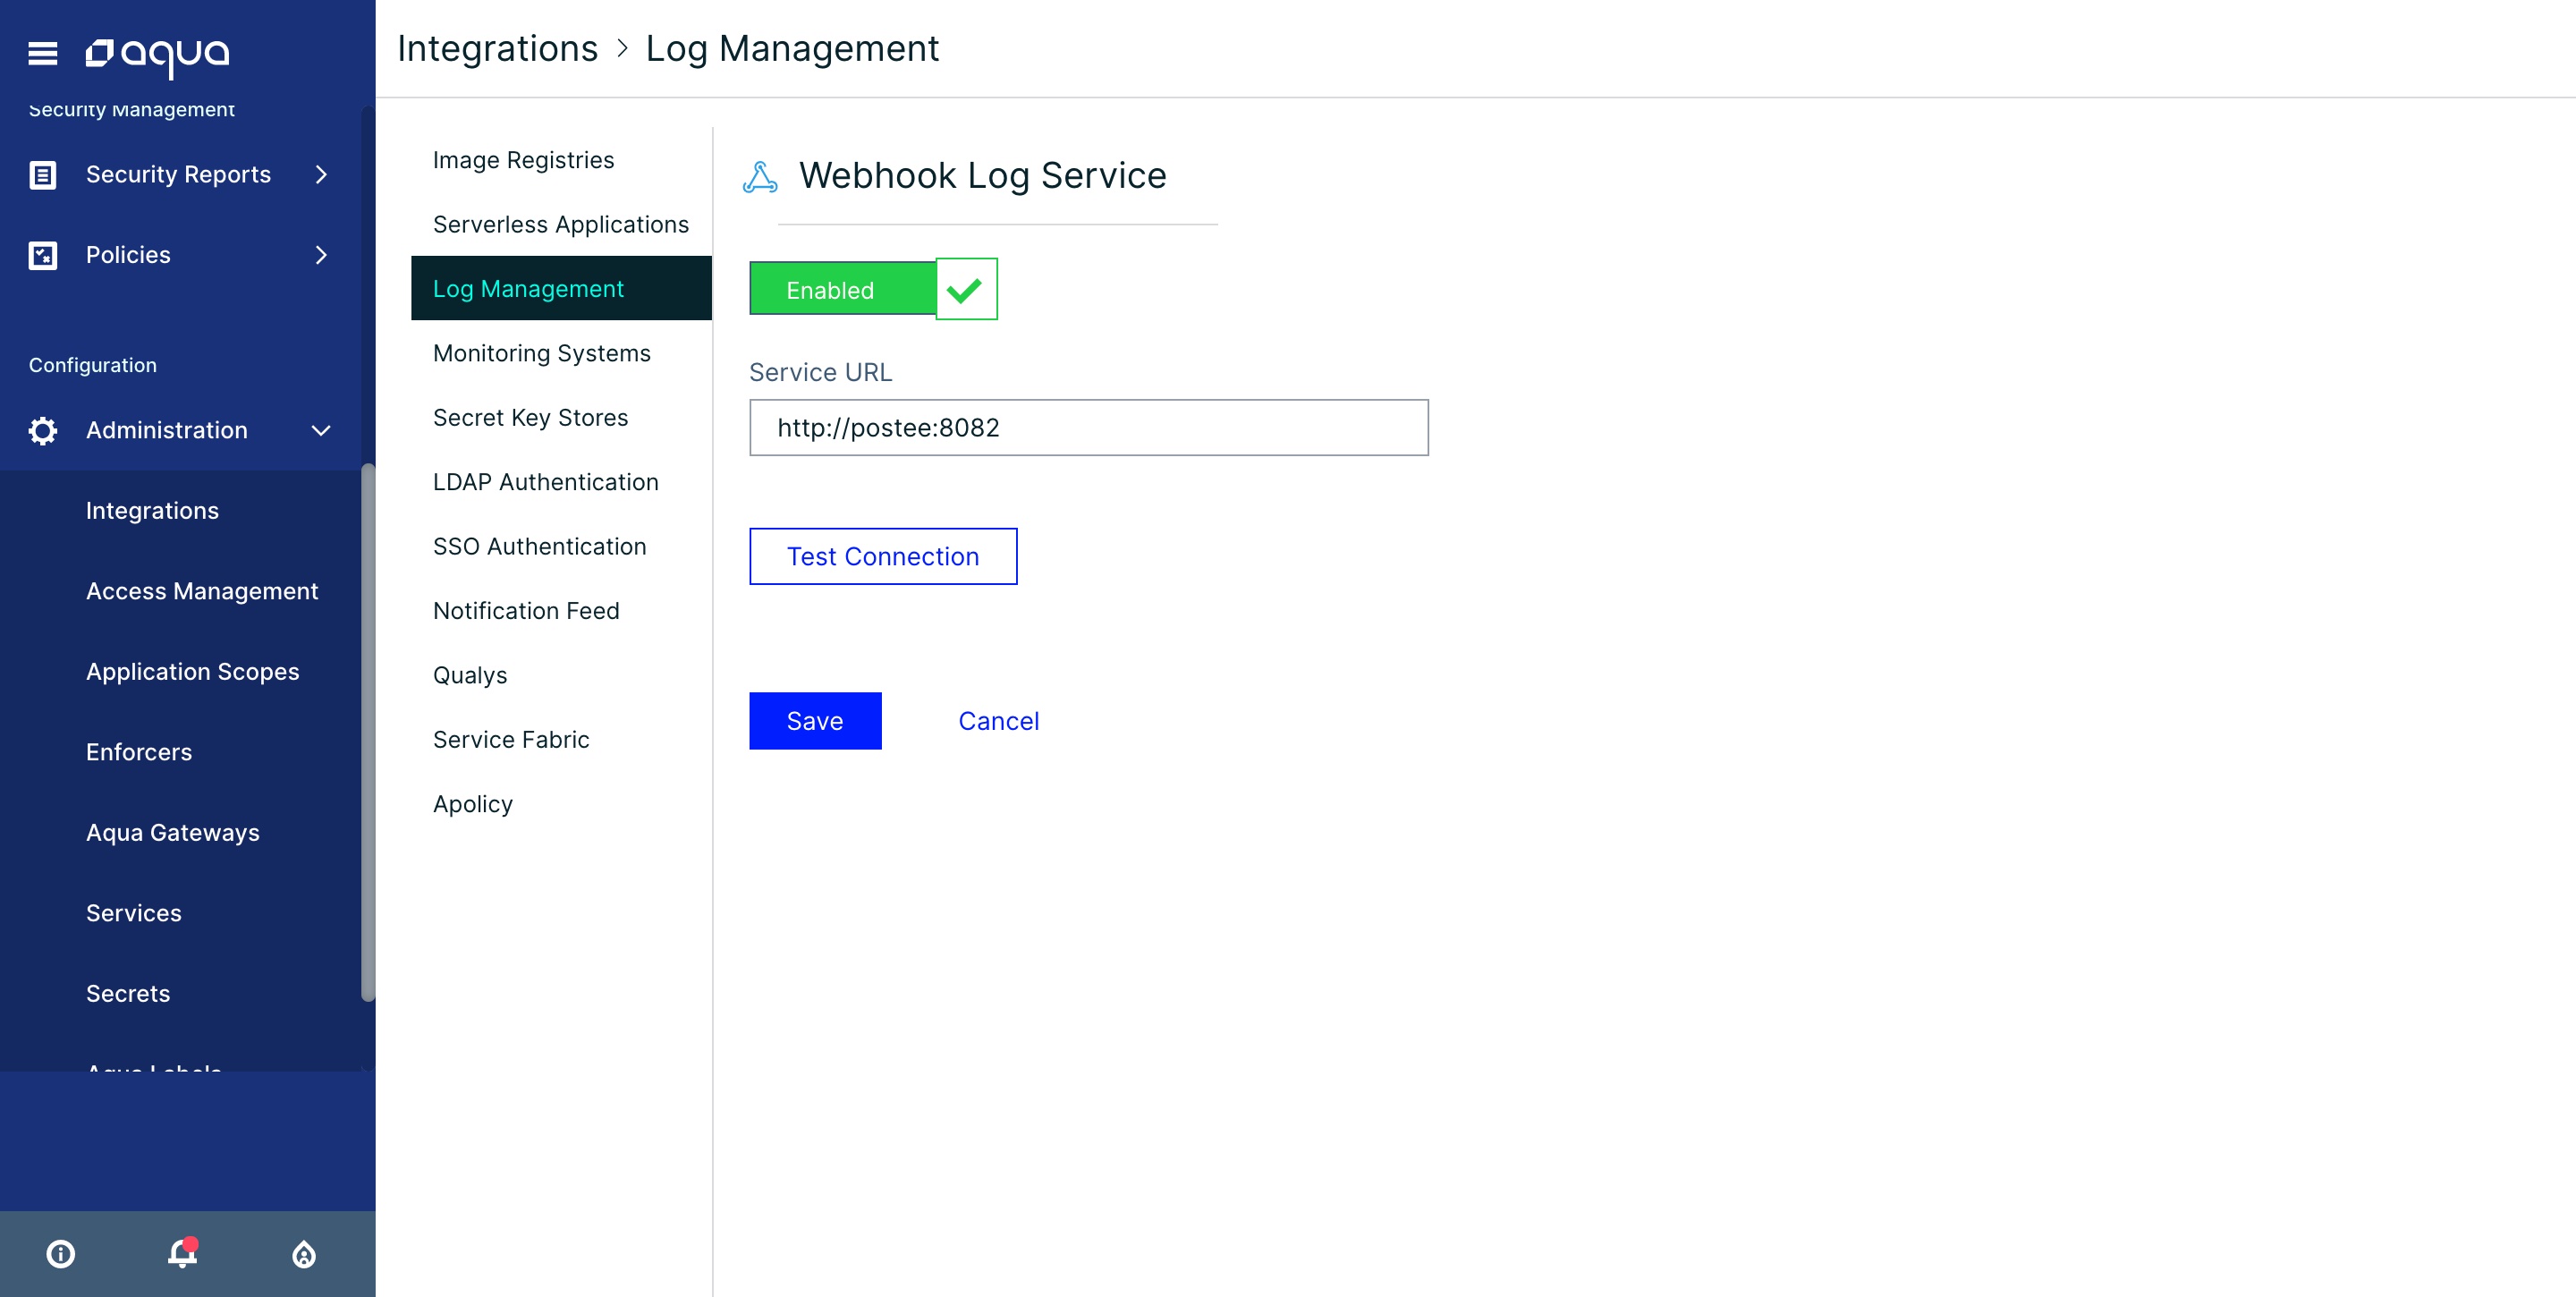 aqua
Security Management
Security Reports
Policies
Configuration
Administration
Integrations
Access Management
Application Scopes
Enforcers
Aqua Gateways
Services
Secrets
Aqua Labels
Integrations > Log Management
Image Registries
Serverless Applications
Log Management
Monitoring Systems
Secret Key Stores
LDAP Authentication
SSO Authentication
Notification Feed
Qualys
Service Fabric
Apolicy
Webhook Log Service
Enabled
Service URL
http://postee:8082
Test Connection
Save
Cancel